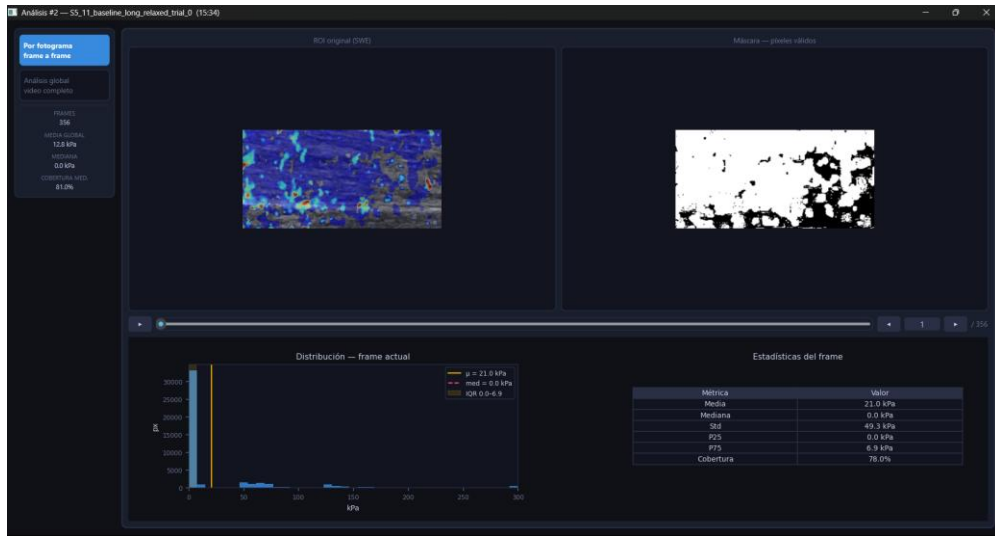 Análisis #2 — S5_11_baseline_long_relaxed_trial_0 (15:34)
Por fotograma
frame a frame
Análisis global
vídeo completo
FRAMES
356
MEDIA GLOBAL
12.8 kPa
MEDIANA
0.0 kPa
COBERTURA MED.
81.0%
ROI original (SWE)
Máscara — píxeles válidos
1
/ 356
Distribución — frame actual
μ = 21.0 kPa
med = 0.0 kPa
IQR 0.0–6.9
px
30000
25000
20000
15000
10000
5000
0
0 50 100 150 200 250 300
kPa
Estadísticas del frame
Métrica Valor
Media 21.0 kPa
Mediana 0.0 kPa
Std 49.3 kPa
P25 0.0 kPa
P75 6.9 kPa
Cobertura 78.0%